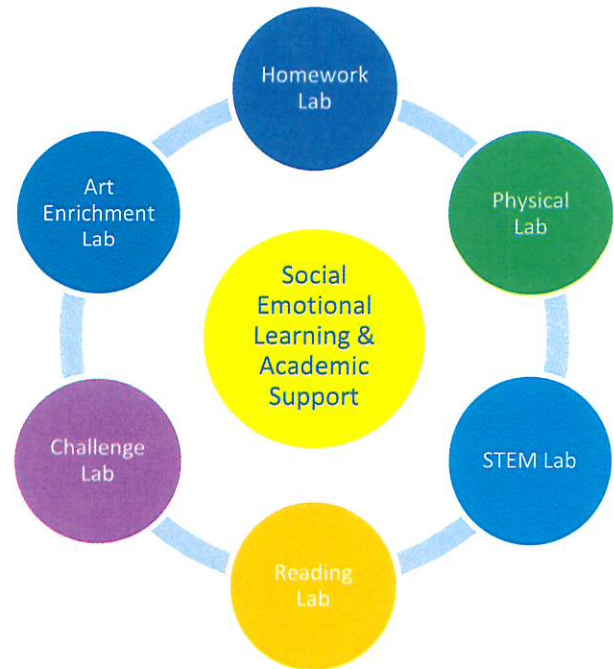 Homework
Lab
Physical
Lab
STEM Lab
Reading
Lab
Challenge
Lab
Art
Enrichment
Lab
Social
Emotional
Learning &
Academic
Support